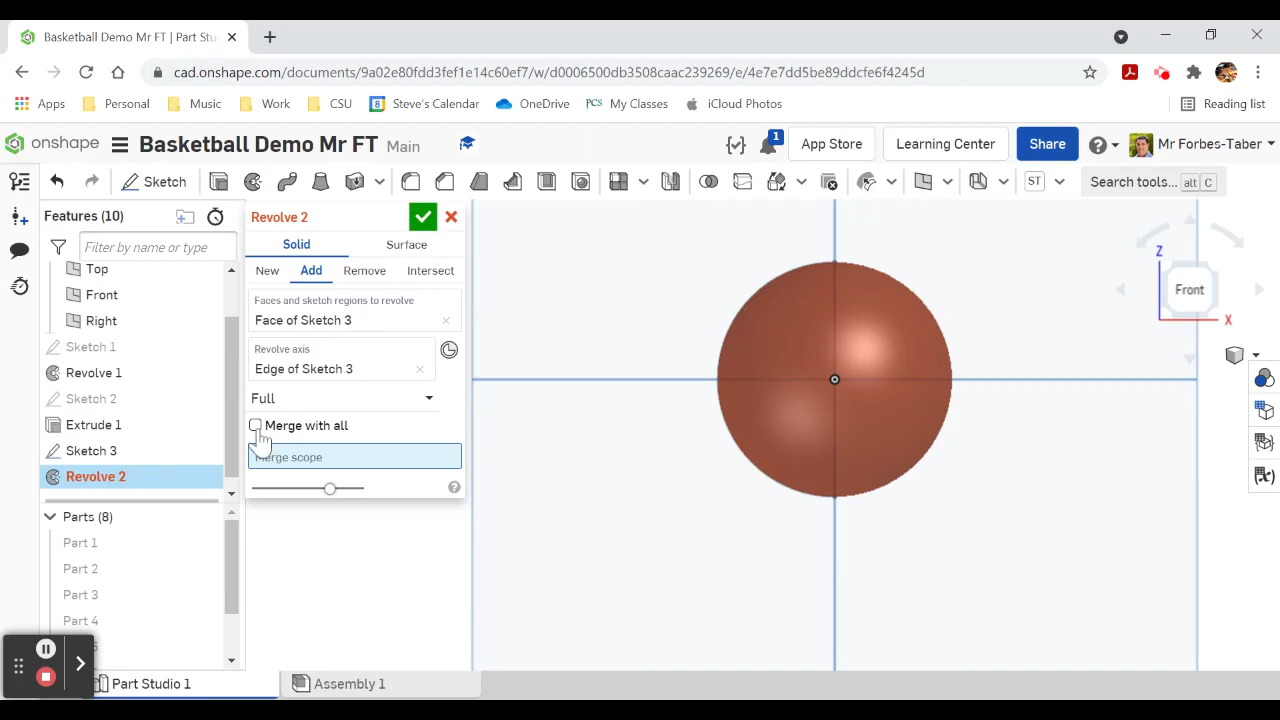 Basketball Demo Mr FT | Part Stu
cad.onshape.com/documents/9a02e80fd1f3fef1e14c60ef7/w/d0006500db3508caac239269/e/4e7e7dd5be89ddcfe6f4245d
Apps Personal Music Work CSU Steve's Calendar OneDrive PCS My Classes iCloud Photos Reading list
onshape Basketball Demo Mr FT Main 1 App Store Learning Center Share Mr Forbes-Taber
Sketch ST Search tools... alt C
Features (10)
Filter by name or type
Top
Front
Right
Sketch 1
Revolve 1
Sketch 2
Extrude 1
Sketch 3
Revolve 2
Parts (8)
Part 1
Part 2
Part 3
Part 4
Revolve 2
Solid Surface
New Add Remove Intersect
Faces and sketch regions to revolve
Face of Sketch 3
Revolve axis
Edge of Sketch 3
Full
Merge with all
Merge scope
Z
Front
X
Part Studio 1 Assembly 1